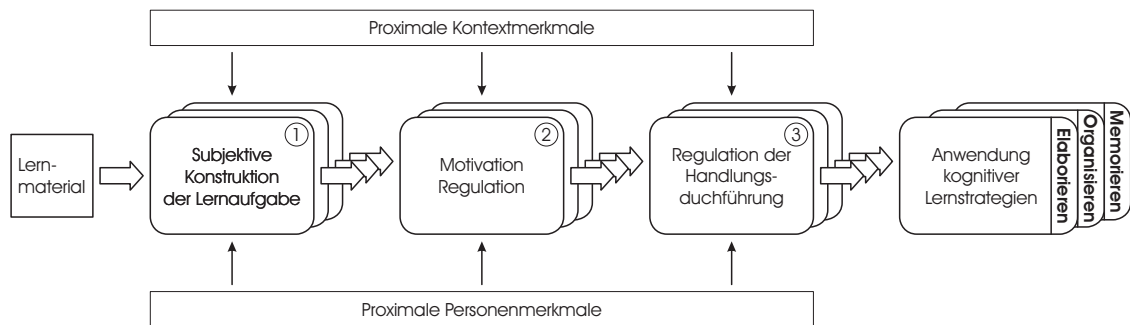 Proximale Kontextmerkmale
Lern-
material
1
Subjektive
Konstruktion
der Lernaufgabe
2
Motivation
Regulation
3
Regulation der
Handlungs-
duchführung
Anwendung
kognitiver
Lernstrategien
Elaborieren
Organisieren
Memorieren
Proximale Personenmerkmale